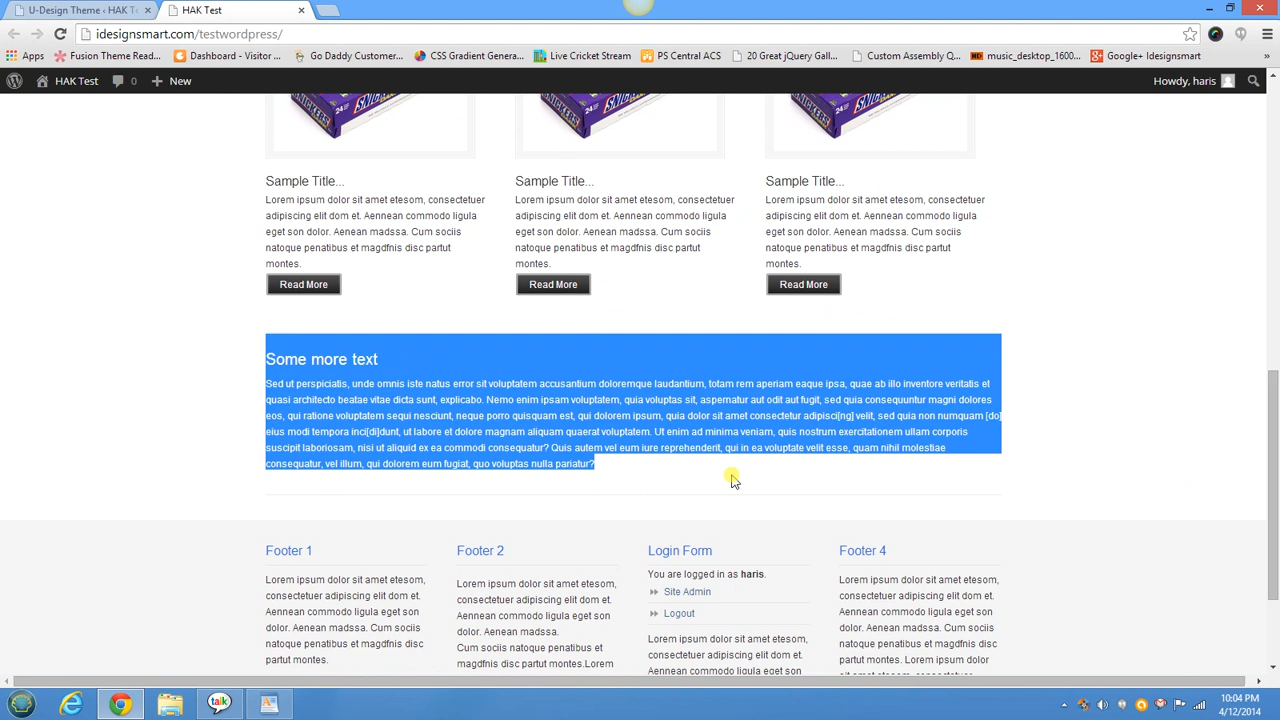 U-Design Theme ‹ HAK Te
HAK Test
idesignsmart.com/testwordpress/
Apps
Fusion Theme Read...
Dashboard - Visitor ...
Go Daddy Customer...
CSS Gradient Genera...
Live Cricket Stream
PS Central ACS
20 Great jQuery Gall...
Custom Assembly Q...
music_desktop_1600...
Google+ Idesignsmart
HAK Test
0
New
Howdy, haris
SNICKERS SNICKERS SNICKERS
24 24 24
Sample Title... Sample Title... Sample Title...
Lorem ipsum dolor sit amet etesom, consectetuer
adipiscing elit dom et. Aennean commodo ligula
eget son dolor. Aenean madssa. Cum sociis
natoque penatibus et magdfnis disc partut
montes.
Read More
Lorem ipsum dolor sit amet etesom, consectetuer
adipiscing elit dom et. Aennean commodo ligula
eget son dolor. Aenean madssa. Cum sociis
natoque penatibus et magdfnis disc partut
montes.
Read More
Lorem ipsum dolor sit amet etesom, consectetuer
adipiscing elit dom et. Aennean commodo ligula
eget son dolor. Aenean madssa. Cum sociis
natoque penatibus et magdfnis disc partut
montes.
Read More
Some more text
Sed ut perspiciatis, unde omnis iste natus error sit voluptatem accusantium doloremque laudantium, totam rem aperiam eaque ipsa, quae ab illo inventore veritatis et
quasi architecto beatae vitae dicta sunt, explicabo. Nemo enim ipsam voluptatem, quia voluptas sit, aspernatur aut odit aut fugit, sed quia consequuntur magni dolores
eos, qui ratione voluptatem sequi nesciunt, neque porro quisquam est, qui dolorem ipsum, quia dolor sit amet consectetur adipisci[ng] velit, sed quia non numquam [do]
eius modi tempora inci[di]dunt, ut labore et dolore magnam aliquam quaerat voluptatem. Ut enim ad minima veniam, quis nostrum exercitationem ullam corporis
suscipit laboriosam, nisi ut aliquid ex ea commodi consequatur? Quis autem vel eum iure reprehenderit, qui in ea voluptate velit esse, quam nihil molestiae
consequatur, vel illum, qui dolorem eum fugiat, quo voluptas nulla pariatur?
Footer 1
Lorem ipsum dolor sit amet etesom,
consectetuer adipiscing elit dom et.
Aennean commodo ligula eget son
dolor. Aenean madssa. Cum sociis
natoque penatibus et magdfnis disc
partut montes.
Footer 2
Lorem ipsum dolor sit amet etesom,
consectetuer adipiscing elit dom et.
Aennean commodo ligula eget son
dolor. Aenean madssa.
Cum sociis natoque penatibus et
magdfnis disc partut montes.Lorem
Login Form
You are logged in as haris.
Site Admin
Logout
Lorem ipsum dolor sit amet etesom,
consectetuer adipiscing elit dom et.
Aennean commodo ligula eget son
Footer 4
Lorem ipsum dolor sit amet etesom,
consectetuer adipiscing elit dom et.
Aennean commodo ligula eget son
dolor. Aenean madssa. Cum sociis
natoque penatibus et magdfnis disc
partut montes. Lorem ipsum dolor sit
talk
10:04 PM
4/12/2014